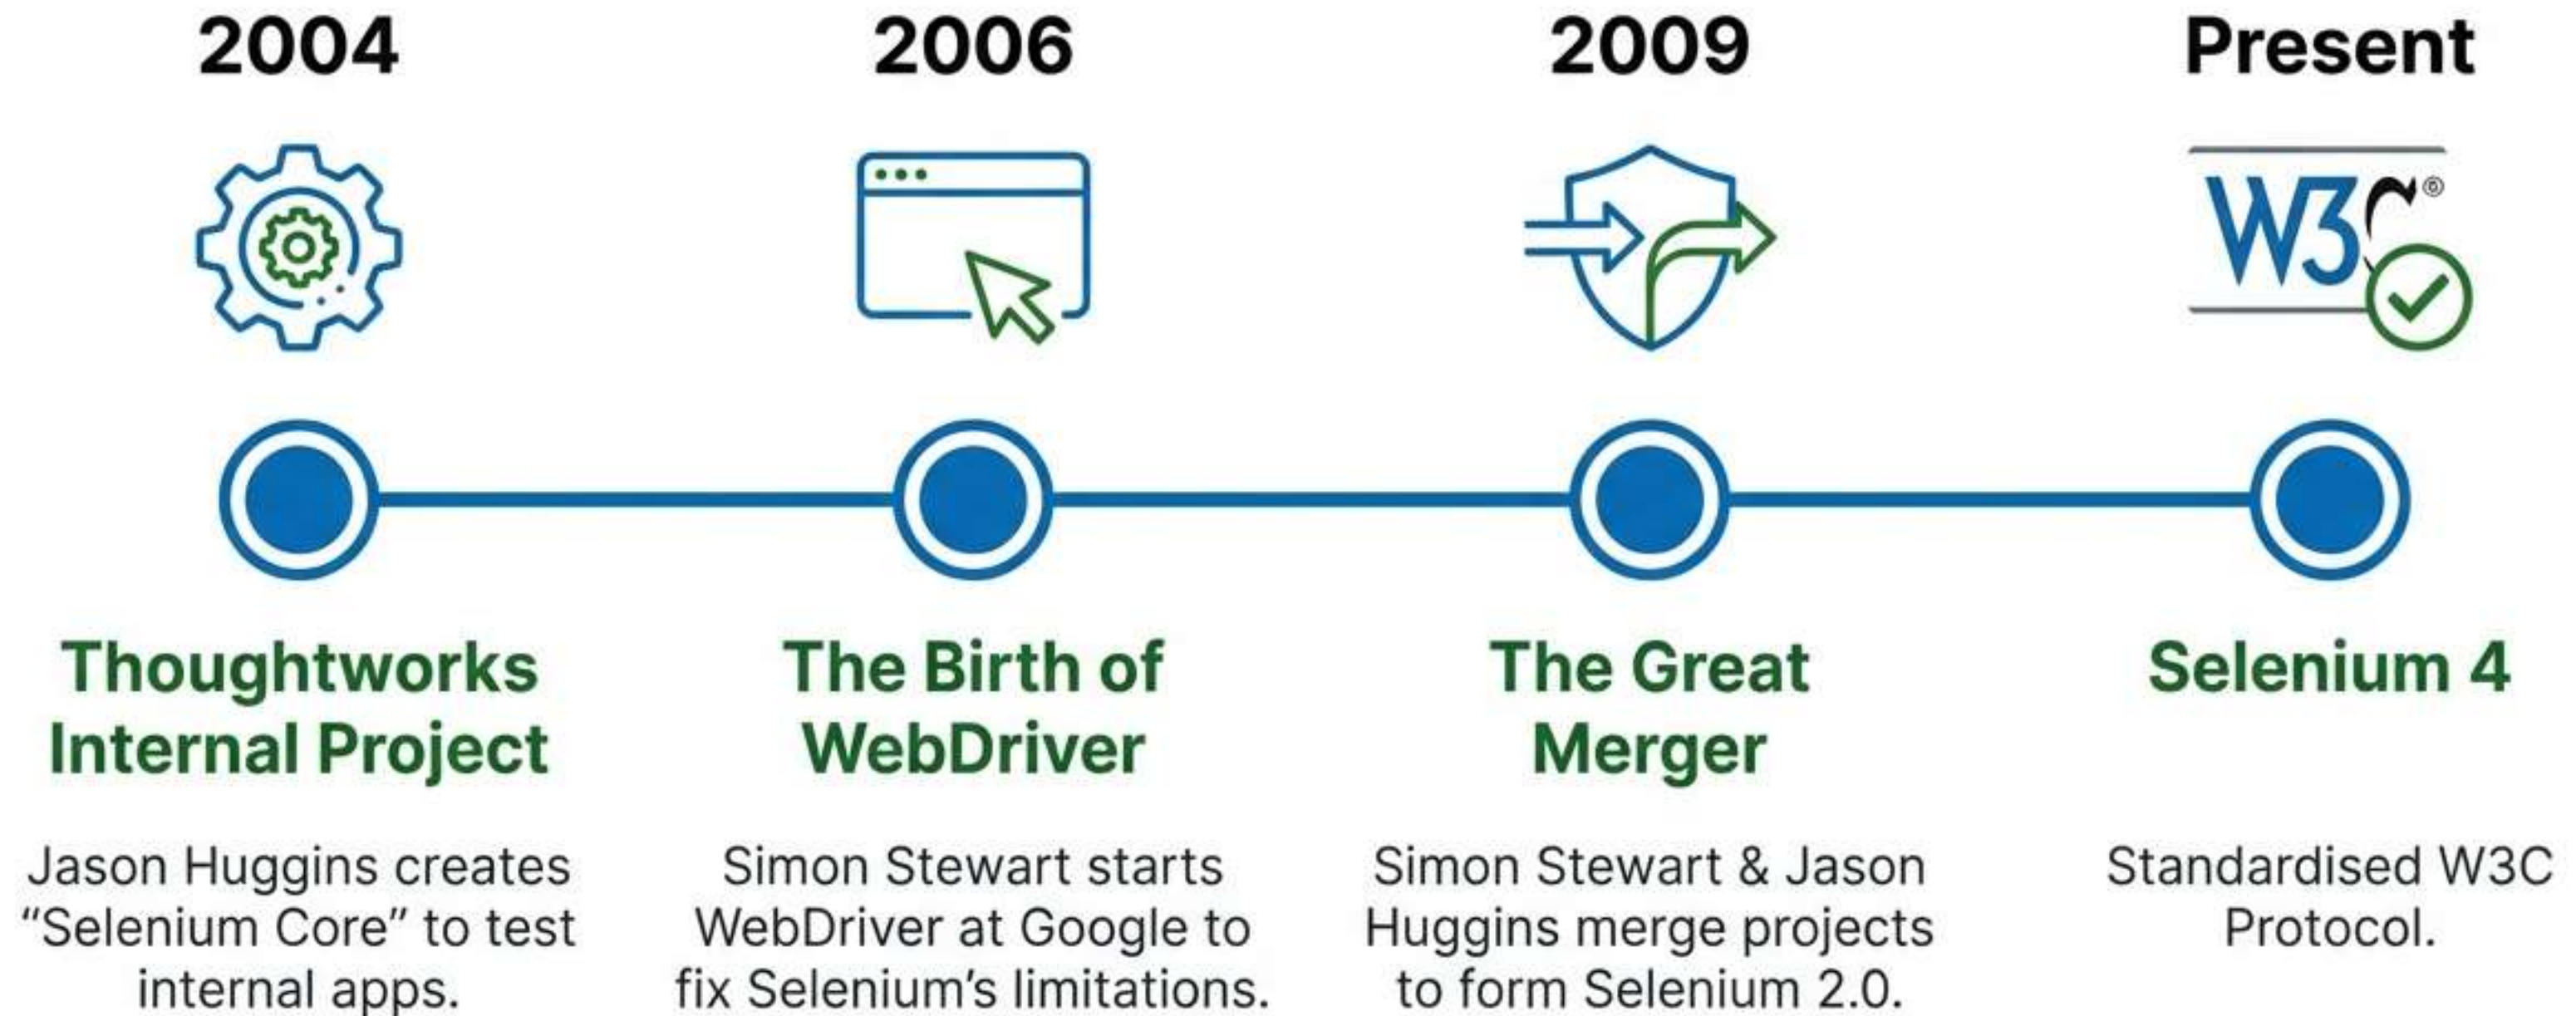 2004
2006
2009
Present
W3C®
Thoughtworks
Internal Project
The Birth of
WebDriver
The Great
Merger
Selenium 4
Jason Huggins creates
“Selenium Core” to test
internal apps.
Simon Stewart starts
WebDriver at Google to
fix Selenium’s limitations.
Simon Stewart & Jason
Huggins merge projects
to form Selenium 2.0.
Standardised W3C
Protocol.